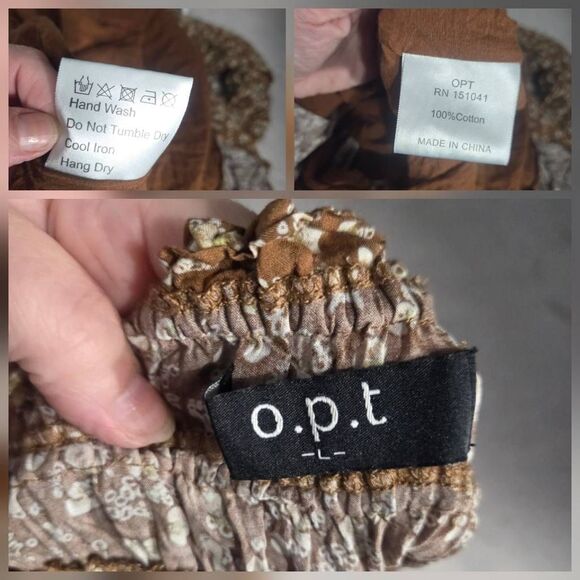 Hand Wash
Do Not Tumble Dry
Cool Iron
Hang Dry
OPT
RN 151041
100%Cotton
MADE IN CHINA
o.p.t
-L-